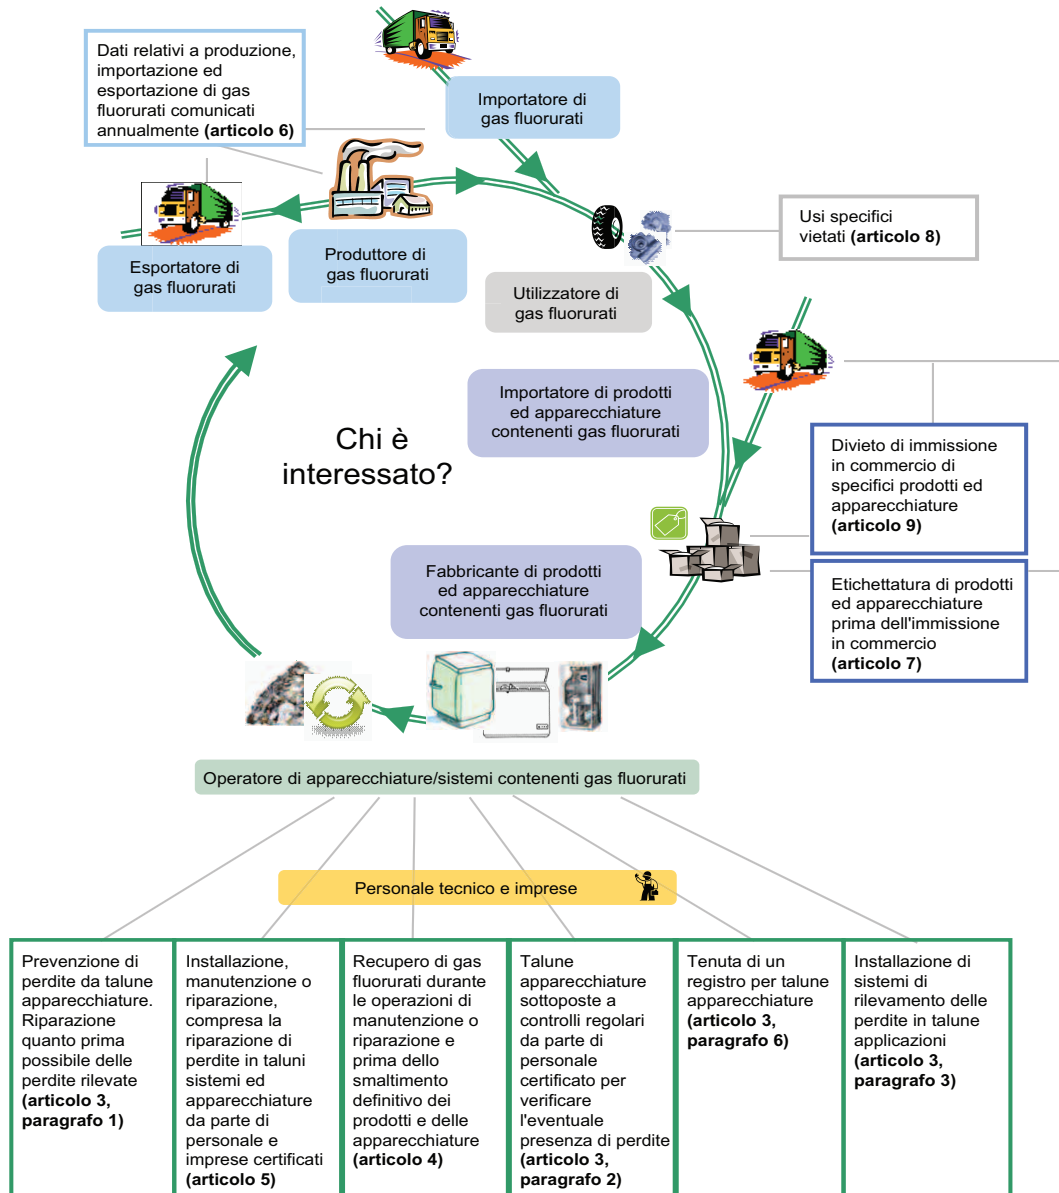 Dati relativi a produzione,
importazione ed
esportazione di gas
fluorurati comunicati
annualmente (articolo 6)
Importatore di
gas fluorurati
Esportatore di
gas fluorurati
Produttore di
gas fluorurati
Usi specifici
vietati (articolo 8)
Utilizzatore di
gas fluorurati
Importatore di prodotti
ed apparecchiature
contenenti gas fluorurati
Chi è
interessato?
Divieto di immissione
in commercio di
specifici prodotti ed
apparecchiature
(articolo 9)
Fabbricante di prodotti
ed apparecchiature
contenenti gas fluorurati
Etichettatura di prodotti
ed apparecchiature
prima dell'immissione
in commercio
(articolo 7)
Operatore di apparecchiature/sistemi contenenti gas fluorurati
Personale tecnico e imprese
Prevenzione di
perdite da talune
apparecchiature.
Riparazione
quanto prima
possibile delle
perdite rilevate
(articolo 3,
paragrafo 1)
Installazione,
manutenzione o
riparazione,
compresa la
riparazione di
perdite in taluni
sistemi ed
apparecchiature
da parte di
personale e
imprese certificati
(articolo 5)
Recupero di gas
fluorurati durante
le operazioni di
manutenzione o
riparazione e
prima dello
smaltimento
definitivo dei
prodotti e delle
apparecchiature
(articolo 4)
Talune
apparecchiature
sottoposte a
controlli regolari
da parte di
personale
certificato per
verificare
l'eventuale
presenza di perdite
(articolo 3,
paragrafo 2)
Tenuta di un
registro per talune
apparecchiature
(articolo 3,
paragrafo 6)
Installazione di
sistemi di
rilevamento delle
perdite in talune
applicazioni
(articolo 3,
paragrafo 3)